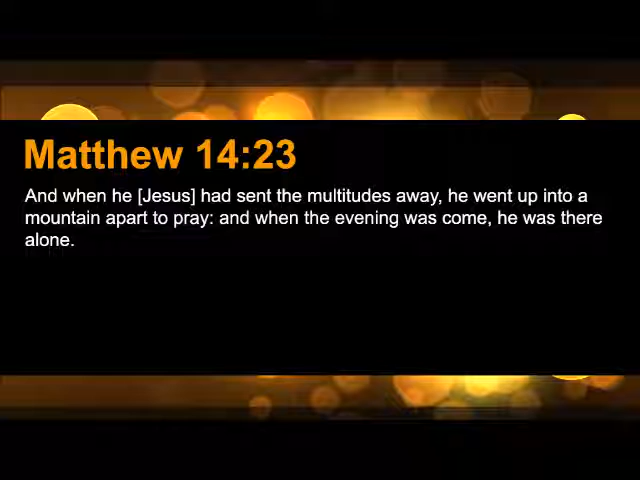 Matthew 14:23
And when he [Jesus] had sent the multitudes away, he went up into a
mountain apart to pray: and when the evening was come, he was there
alone.